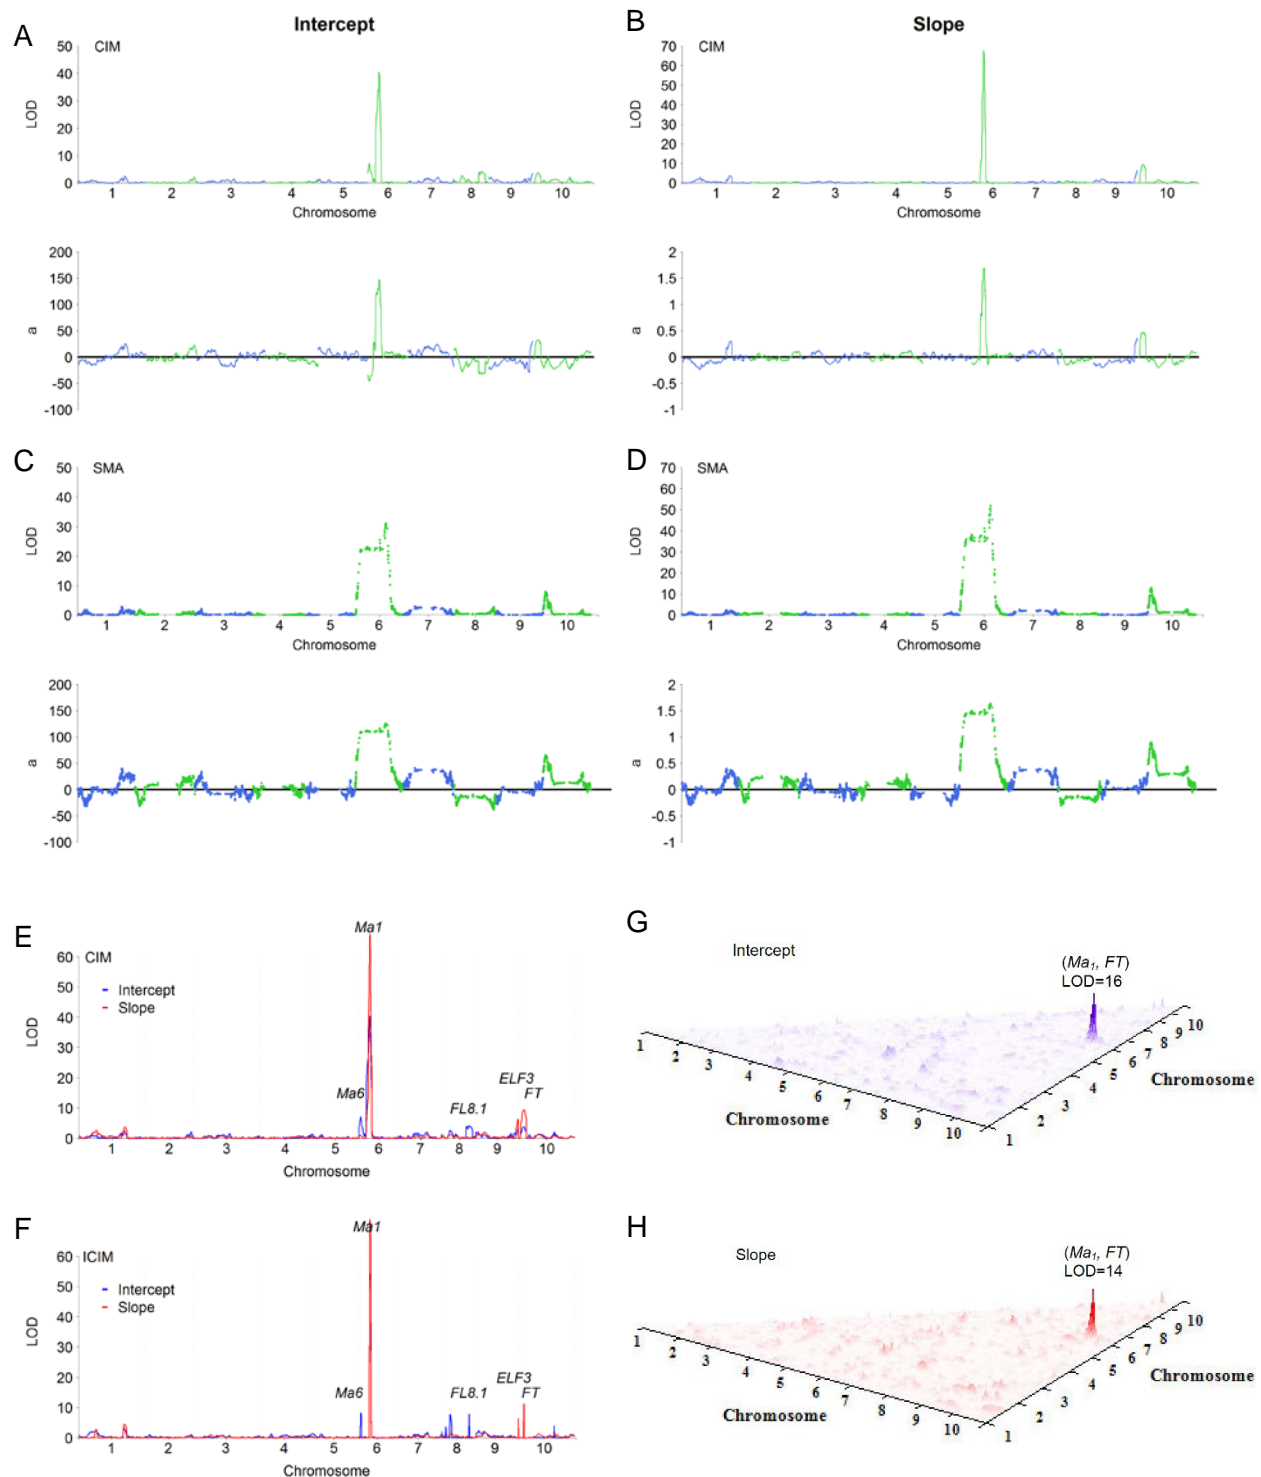 A
Intercept
CIM
50
40
30
20
10
0
LOD
1 2 3 4 5 6 7 8 9 10
Chromosome
200
150
100
50
0
-50
-100
a
B
Slope
CIM
70
60
50
40
30
20
10
0
LOD
1 2 3 4 5 6 7 8 9 10
Chromosome
2
1.5
1
0.5
0
-0.5
-1
a
C
SMA
50
40
30
20
10
0
LOD
1 2 3 4 5 6 7 8 9 10
Chromosome
200
150
100
50
0
-50
-100
a
D
SMA
70
60
50
40
30
20
10
0
LOD
1 2 3 4 5 6 7 8 9 10
Chromosome
2
1.5
1
0.5
0
-0.5
-1
a
E
CIM
Intercept
Slope
60
50
40
30
20
10
0
LOD
Ma1
Ma6
FL8.1
ELF3
FT
1 2 3 4 5 6 7 8 9 10
Chromosome
F
ICIM
Intercept
Slope
60
50
40
30
20
10
0
LOD
Ma1
Ma6
FL8.1
ELF3
FT
1 2 3 4 5 6 7 8 9 10
Chromosome
G
Intercept
(Ma₁, FT)
LOD=16
1 2 3 4 5 6 7 8 9 10
Chromosome
1 2 3 4 5 6 7 8 9 10
Chromosome
H
Slope
(Ma₁, FT)
LOD=14
1 2 3 4 5 6 7 8 9 10
Chromosome
1 2 3 4 5 6 7 8 9 10
Chromosome